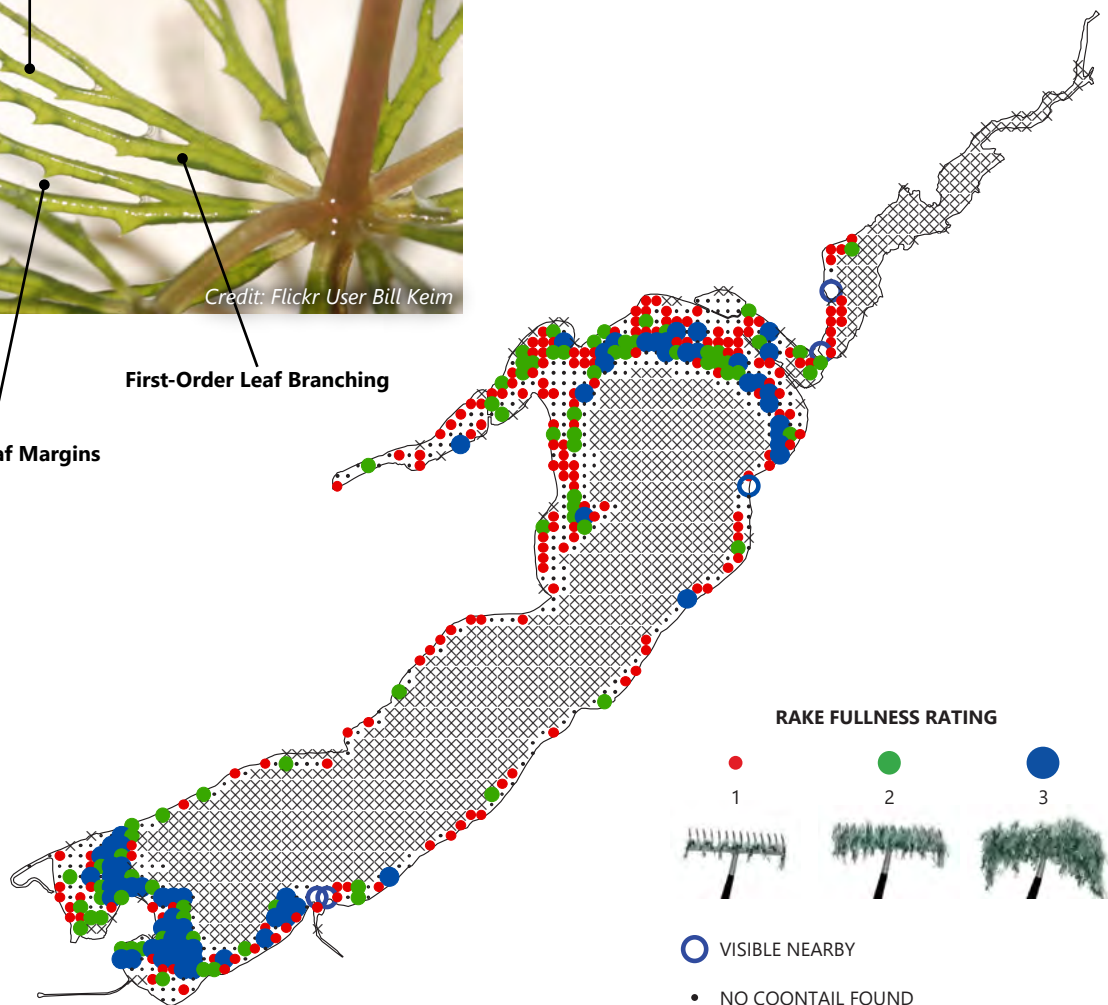 Credit: Flickr User Bill Keim
First-Order Leaf Branching
Margins
RAKE FULLNESS RATING
1
2
3
VISIBLE NEARBY
NO COONTAIL FOUND